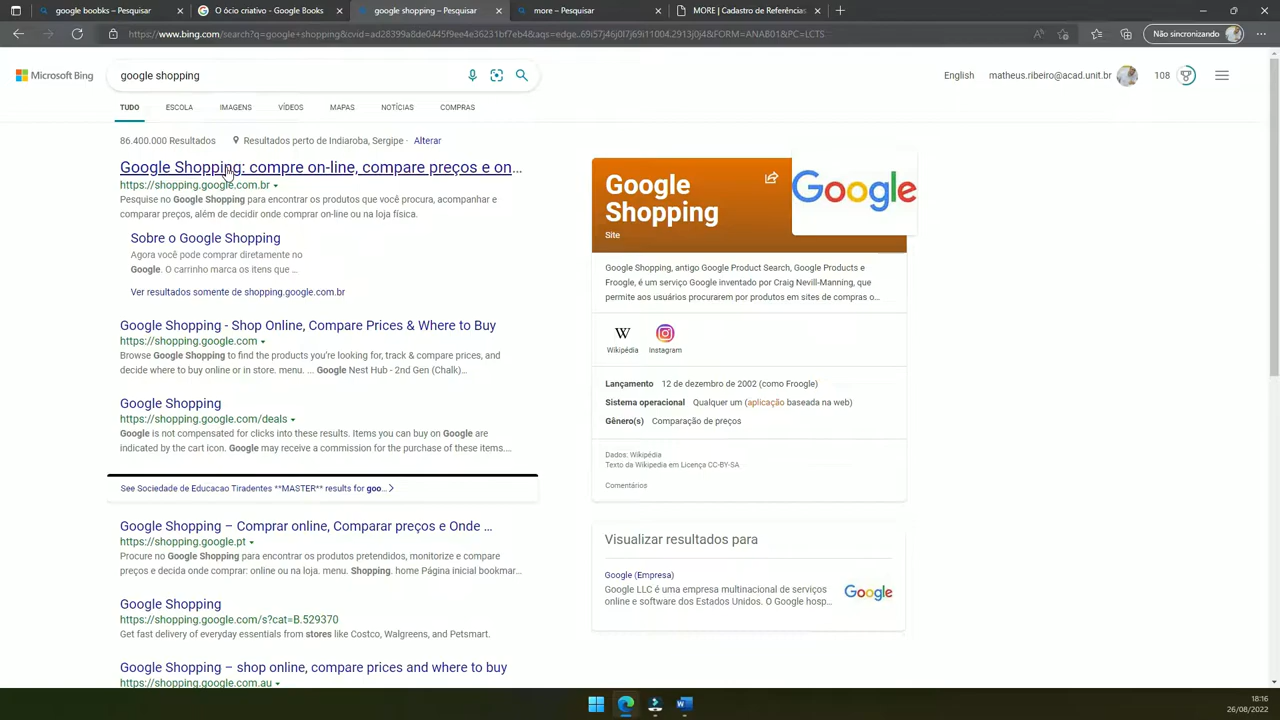 google boobks – Pesquisar
O ócio criativo – Google Books
google shopping – Pesquisar
more – Pesquisar
MORE | Cadastro de Referências
https://www.bing.com/search?q=google+shopping&cvid=ad28399a8de0445f9ee4e36231bf7eb4&aqs=edge..69i57j46j0l7j69i11004.2913j0j4&FORM=ANAB01&PC=LCTS
Não sincronizando
Microsoft Bing
google shopping
English
matheus.ribeiro@acad.unit.br
108
TUDO
ESCOLA
IMAGENS
VÍDEOS
MAPAS
NOTÍCIAS
COMPRAS
86.400.000 Resultados
Resultados perto de Indiaroba, Sergipe · Alterar
Google Shopping: compre on-line, compare preços e on...
https://shopping.google.com.br
Pesquise no Google Shopping para encontrar os produtos que você procura, acompanhar e
comparar preços, além de decidir onde comprar on-line ou na loja física.
Sobre o Google Shopping
Agora você pode comprar diretamente no
Google. O carrinho marca os itens que ...
Ver resultados somente de shopping.google.com.br
Google Shopping - Shop Online, Compare Prices & Where to Buy
https://shopping.google.com
Browse Google Shopping to find the products you're looking for, track & compare prices, and
decide where to buy online or in store. menu. ... Google Nest Hub - 2nd Gen (Chalk)...
Google Shopping
https://shopping.google.com/deals
Google is not compensated for clicks into these results. Items you can buy on Google are
indicated by the cart icon. Google may receive a commission for the purchase of these items....
See Sociedade de Educacao Tiradentes **MASTER** results for goo...
Google Shopping – Comprar online, Comparar preços e Onde ...
https://shopping.google.pt
Procure no Google Shopping para encontrar os produtos pretendidos, monitorize e compare
preços e decida onde comprar: online ou na loja. menu. Shopping. home Página inicial bookmar...
Google Shopping
https://shopping.google.com/s?cat=B.529370
Get fast delivery of everyday essentials from stores like Costco, Walgreens, and Petsmart.
Google Shopping – shop online, compare prices and where to buy
https://shopping.google.com.au
Google
Shopping
Site
Google
Google Shopping, antigo Google Product Search, Google Products e
Froogle, é um serviço Google inventado por Craig Nevill-Manning, que
permite aos usuários procurarem por produtos em sites de compras o...
W
Wikipédia
Instagram
Lançamento 12 de dezembro de 2002 (como Froogle)
Sistema operacional Qualquer um (aplicação baseada na web)
Gênero(s) Comparação de preços
Dados: Wikipédia
Texto da Wikipedia em Licença CC-BY-SA
Comentários
Visualizar resultados para
Google (Empresa)
Google LLC é uma empresa multinacional de serviços
online e software dos Estados Unidos. O Google hosp...
Google
18:16
26/08/2022